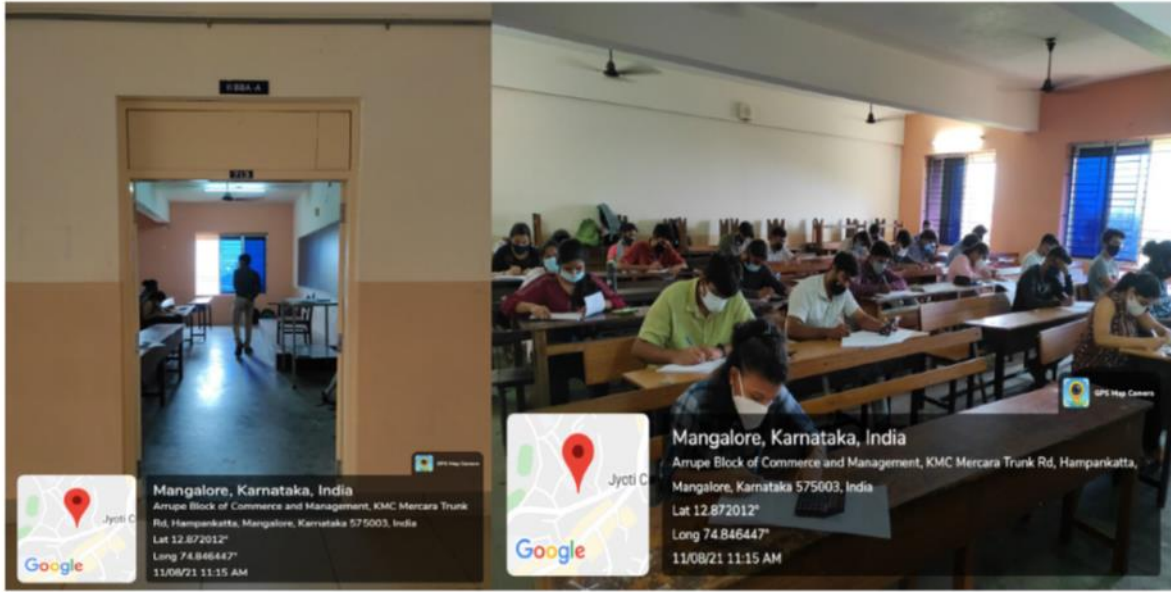 II BBA-A
713
GPS Map Camera
Jyoti C
Google
Mangalore, Karnataka, India
Arrupe Block of Commerce and Management, KMC Mercara Trunk
Rd, Hampankatta, Mangalore, Karnataka 575003, India
Lat 12.872012°
Long 74.846447°
11/08/21 11:15 AM
GPS Map Camera
Jyoti C
Google
Mangalore, Karnataka, India
Arrupe Block of Commerce and Management, KMC Mercara Trunk Rd, Hampankatta,
Mangalore, Karnataka 575003, India
Lat 12.872012°
Long 74.846447°
11/08/21 11:15 AM